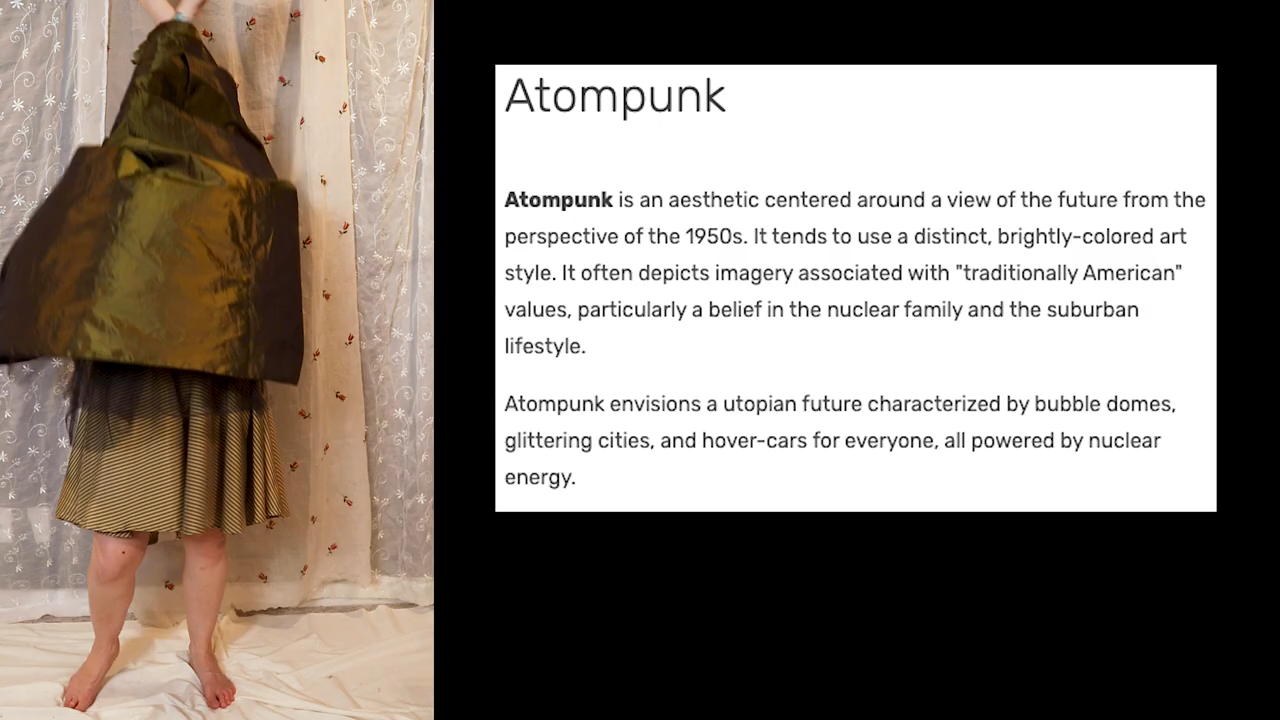 Atompunk
Atompunk is an aesthetic centered around a view of the future from the
perspective of the 1950s. It tends to use a distinct, brightly-colored art
style. It often depicts imagery associated with "traditionally American"
values, particularly a belief in the nuclear family and the suburban
lifestyle.
Atompunk envisions a utopian future characterized by bubble domes,
glittering cities, and hover-cars for everyone, all powered by nuclear
energy.